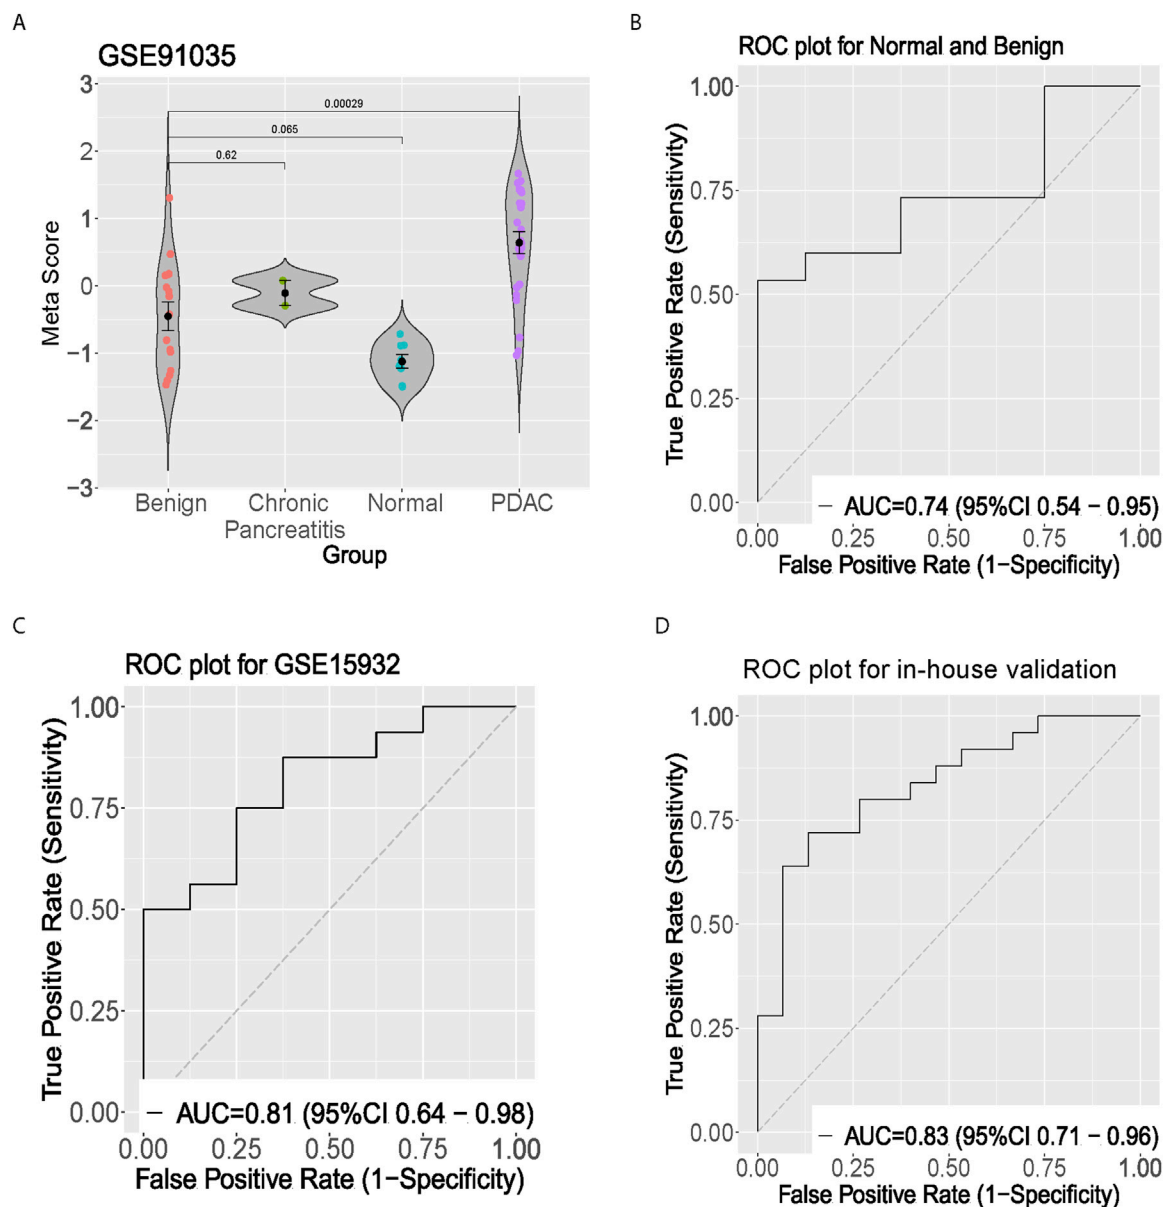 A
GSE91035
Meta Score
3
2
1
0
−1
−2
−3
0.00029
0.065
0.62
Benign
Chronic
Pancreatitis
Normal
PDAC
Group
B
ROC plot for Normal and Benign
True Positive Rate (Sensitivity)
1.00
0.75
0.50
0.25
0.00
AUC=0.74 (95%CI 0.54 − 0.95)
0.00 0.25 0.50 0.75 1.00
False Positive Rate (1−Specificity)
C
ROC plot for GSE15932
True Positive Rate (Sensitivity)
1.00
0.75
0.50
0.25
0.00
AUC=0.81 (95%CI 0.64 − 0.98)
0.00 0.25 0.50 0.75 1.00
False Positive Rate (1−Specificity)
D
ROC plot for in-house validation
True Positive Rate (Sensitivity)
1.00
0.75
0.50
0.25
0.00
AUC=0.83 (95%CI 0.71 − 0.96)
0.00 0.25 0.50 0.75 1.00
False Positive Rate (1−Specificity)